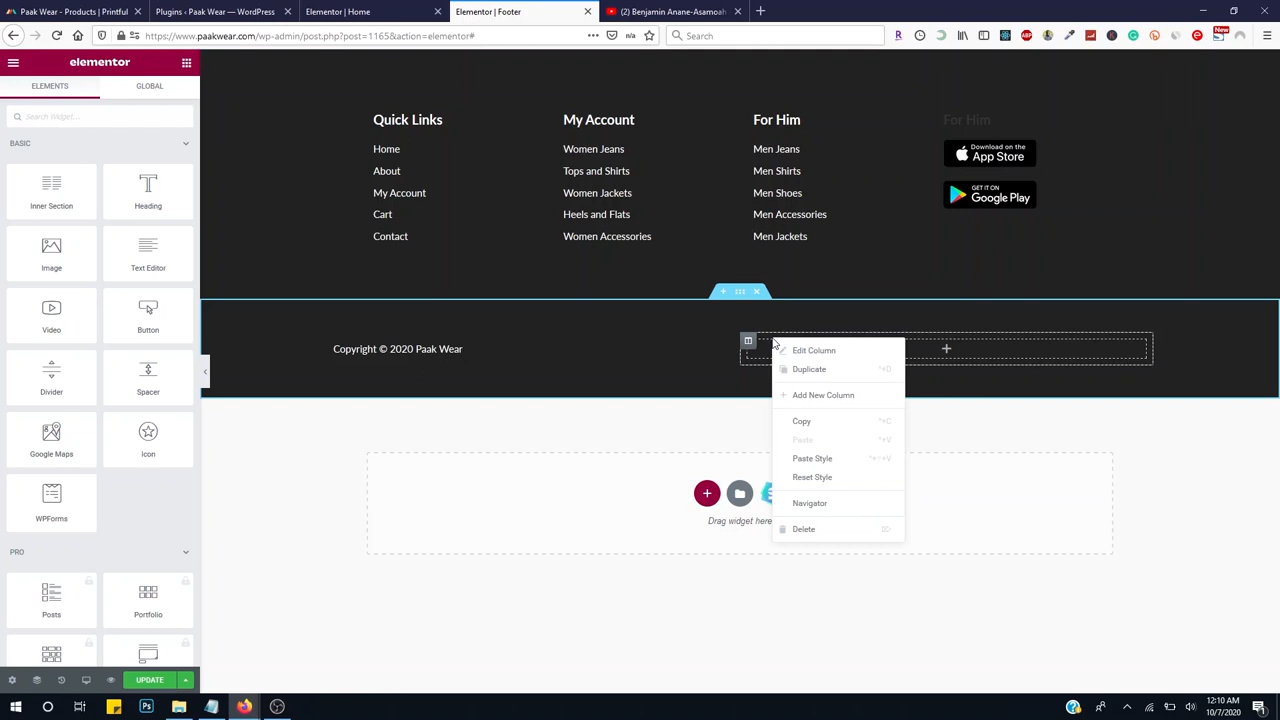 Paak Wear - Products | Printful
Plugins ‹ Paak Wear — WordPress
Elementor | Home
Elementor | Footer
(2) Benjamin Anane-Asamoah
https://www.paakwear.com/wp-admin/post.php?post=1165&action=elementor#
Search
New
elementor
ELEMENTS
GLOBAL
Search Widget...
BASIC
Inner Section
Heading
Image
Text Editor
Video
Button
Divider
Spacer
Google Maps
Icon
WPForms
PRO
Posts
Portfolio
UPDATE
Quick Links
Home
About
My Account
Cart
Contact
My Account
Women Jeans
Tops and Shirts
Women Jackets
Heels and Flats
Women Accessories
For Him
Men Jeans
Men Shirts
Men Shoes
Men Accessories
Men Jackets
For Him
Download on the
App Store
GET IT ON
Google Play
Copyright © 2020 Paak Wear
Edit Column
Duplicate ^+D
Add New Column
Copy ^+C
Paste ^+V
Paste Style
Reset Style
Navigator
Delete
Drag widget here
Ps
12:10 AM
10/7/2020